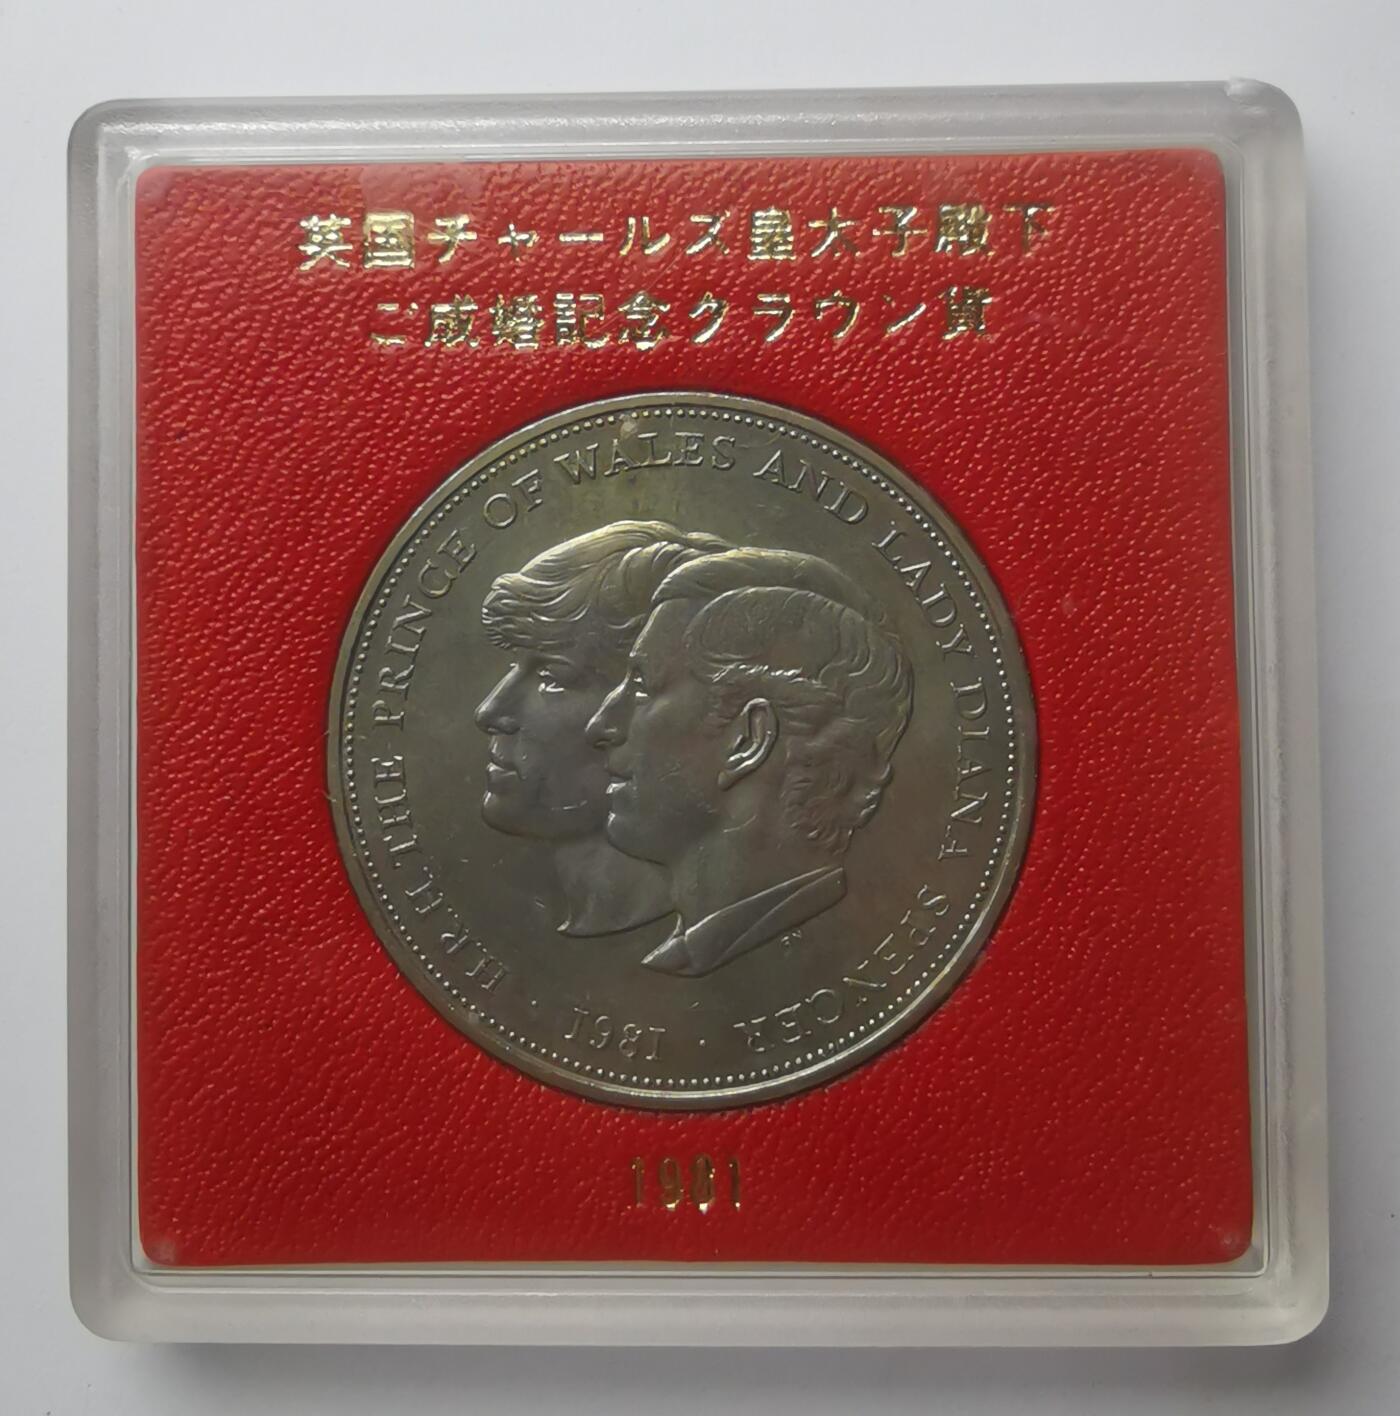 英国チャールズ皇太子殿下
ご成婚記念クラウン貨
H.R.H. THE PRINCE OF WALES AND LADY DIANA SPENCER · 1981 ·
PN
1981